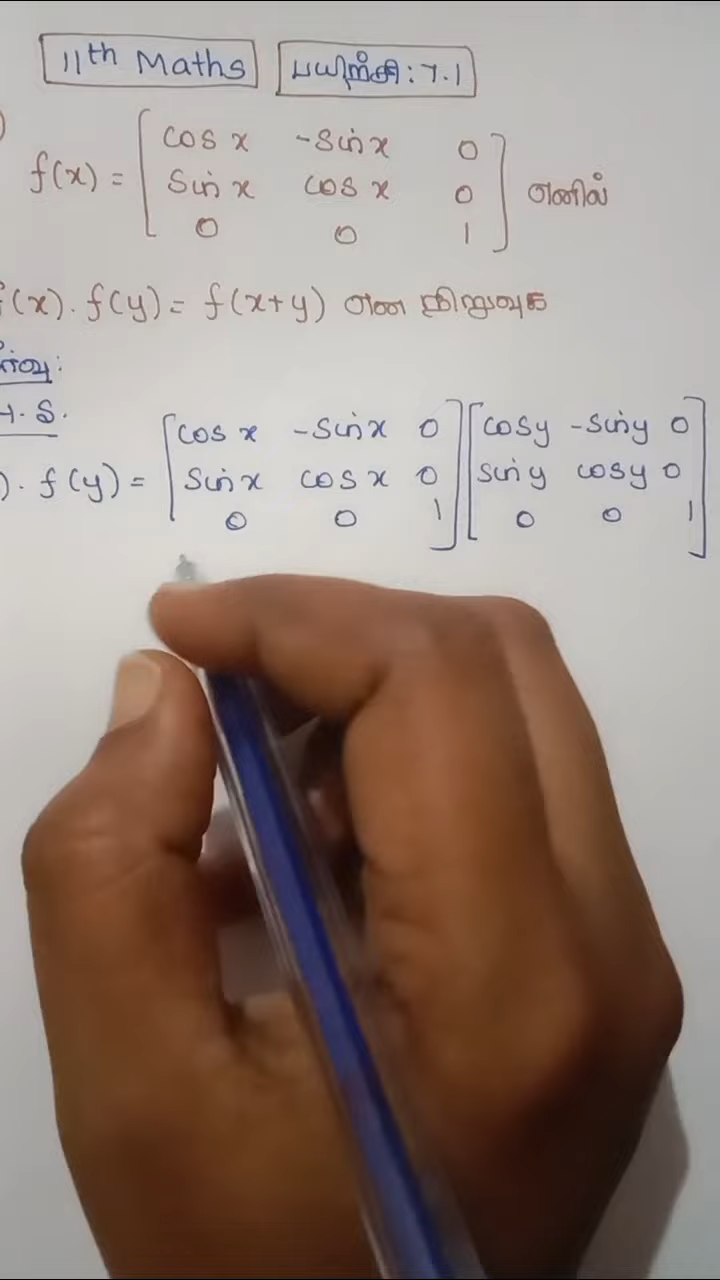 11th Maths பயிற்சி: 7.1
)
f(x) = [ cos x -sin x 0
sin x cos x 0
0 0 1 ] எனில்
f(x). f(y) = f(x+y) என நிறுவுக
ர்வு:
H. S.
). f(y) = [ cos x -sin x 0 ] [ cos y -sin y 0
sin x cos x 0 sin y cos y 0
0 0 1 0 0 1 ]